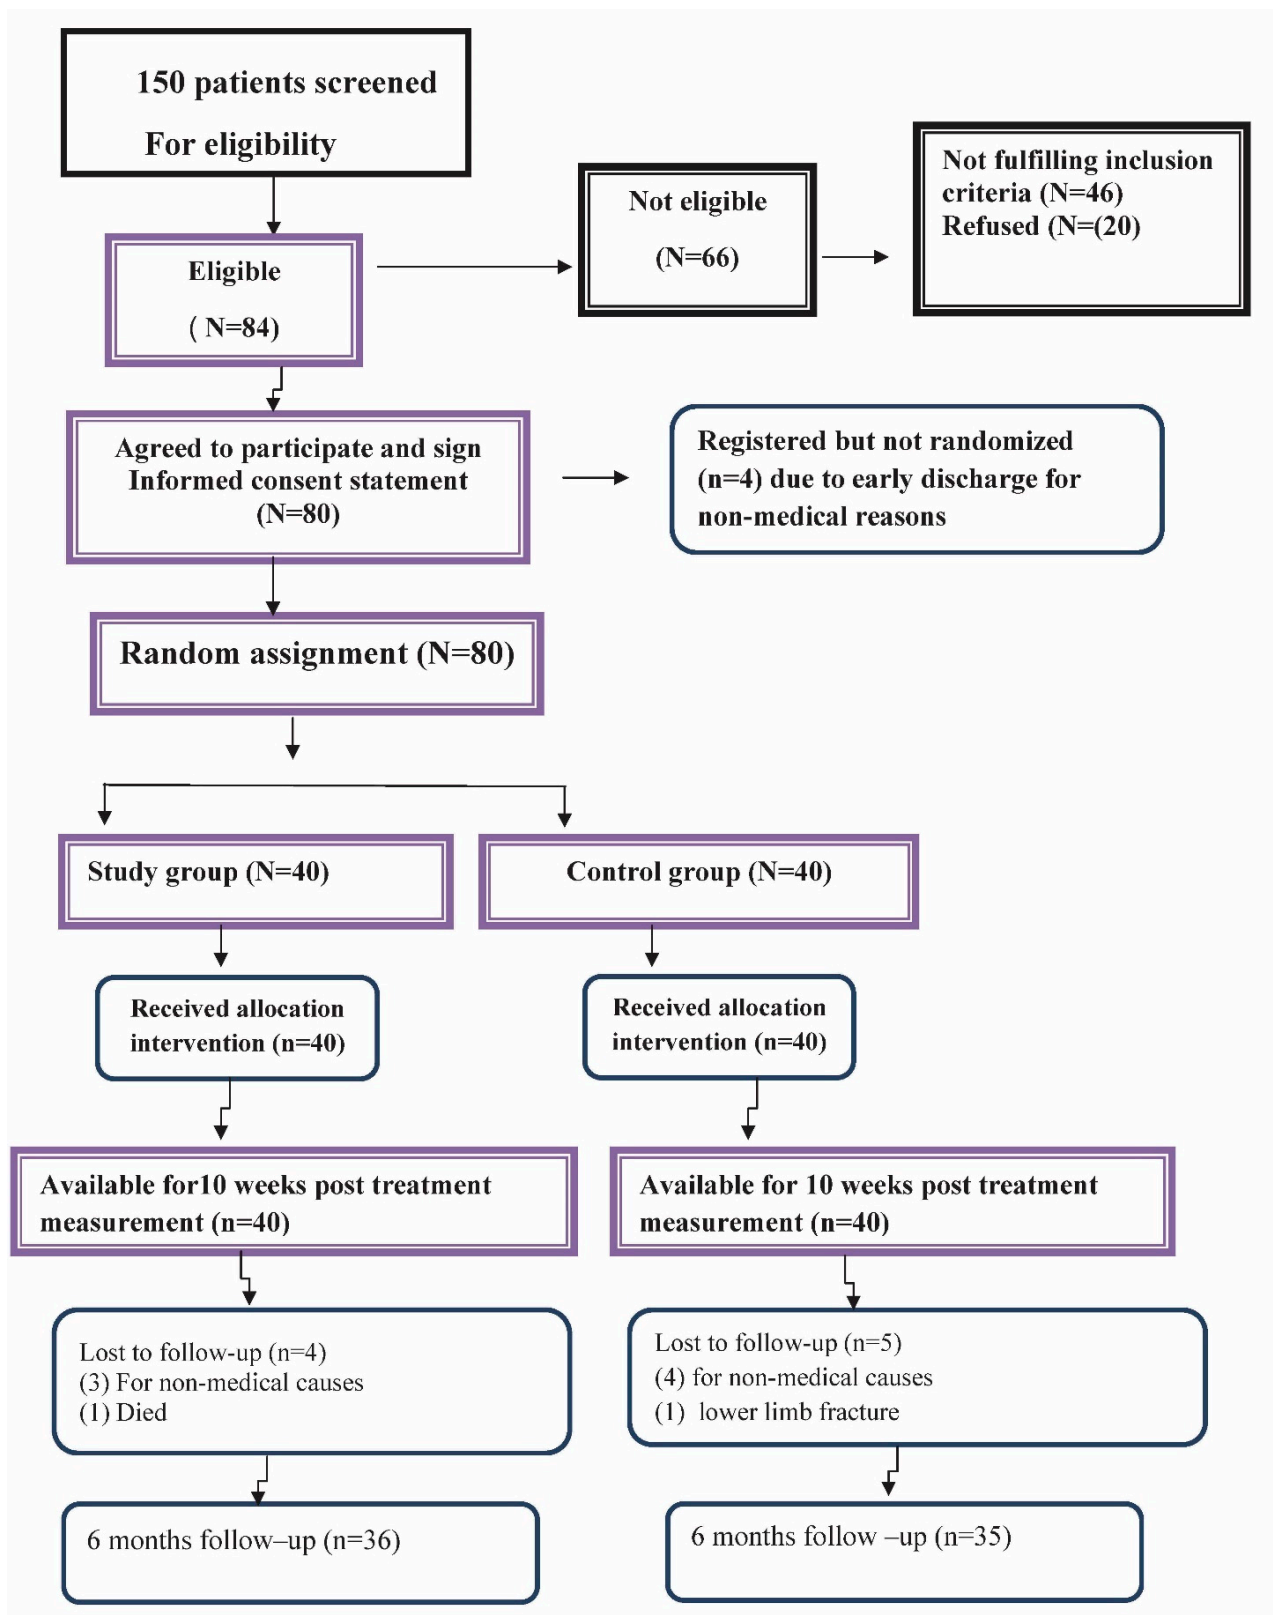 150 patients screened
For eligibility
Not eligible
(N=66)
Not fulfilling inclusion
criteria (N=46)
Refused (N=(20)
Eligible
( N=84)
Agreed to participate and sign
Informed consent statement
(N=80)
Registered but not randomized
(n=4) due to early discharge for
non-medical reasons
Random assignment (N=80)
Study group (N=40)
Control group (N=40)
Received allocation
intervention (n=40)
Received allocation
intervention (n=40)
Available for10 weeks post treatment
measurement (n=40)
Available for 10 weeks post treatment
measurement (n=40)
Lost to follow-up (n=4)
(3) For non-medical causes
(1) Died
Lost to follow-up (n=5)
(4) for non-medical causes
(1) lower limb fracture
6 months follow–up (n=36)
6 months follow –up (n=35)